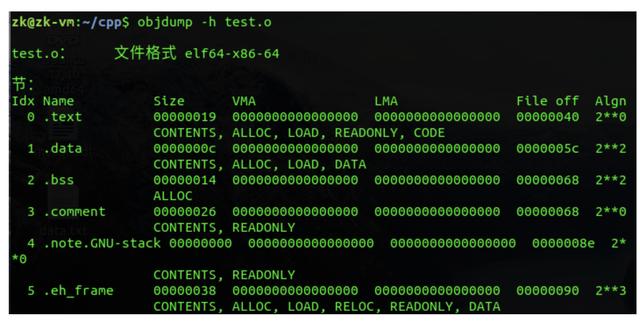 zk@zk-vm:~/cpp$ objdump -h test.o
test.o：     文件格式 elf64-x86-64
节：
Idx Name          Size      VMA               LMA               File off  Algn
  0 .text         00000019  0000000000000000  0000000000000000  00000040  2**0
                  CONTENTS, ALLOC, LOAD, READONLY, CODE
  1 .data         0000000c  0000000000000000  0000000000000000  0000005c  2**2
                  CONTENTS, ALLOC, LOAD, DATA
  2 .bss          00000014  0000000000000000  0000000000000000  00000068  2**2
                  ALLOC
  3 .comment      00000026  0000000000000000  0000000000000000  00000068  2**0
                  CONTENTS, READONLY
  4 .note.GNU-stack 00000000  0000000000000000  0000000000000000  0000008e  2*
*0
                  CONTENTS, READONLY
  5 .eh_frame     00000038  0000000000000000  0000000000000000  00000090  2**3
                  CONTENTS, ALLOC, LOAD, RELOC, READONLY, DATA